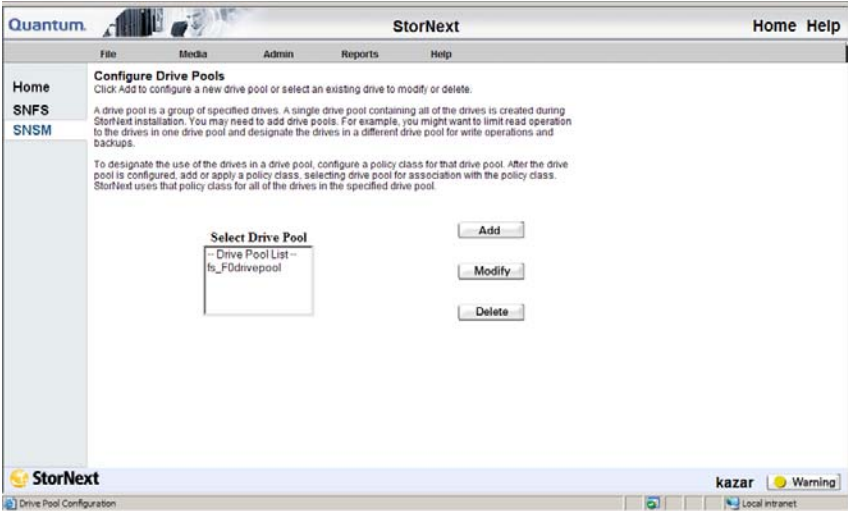 Quantum. StorNext Home Help
File Media Admin Reports Help
Home
SNFS
SNSM
Configure Drive Pools
Click Add to configure a new drive pool or select an existing drive to modify or delete.
A drive pool is a group of specified drives. A single drive pool containing all of the drives is created during
StorNext installation. You may need to add drive pools. For example, you might want to limit read operation
to the drives in one drive pool and designate the drives in a different drive pool for write operations and
backups.
To designate the use of the drives in a drive pool, configure a policy class for that drive pool. After the drive
pool is configured, add or apply a policy class, selecting drive pool for association with the policy class.
StorNext uses that policy class for all of the drives in the specified drive pool.
Select Drive Pool
-- Drive Pool List --
fs_F0drivepool
Add
Modify
Delete
StorNext kazar Warning
Drive Pool Configuration Local intranet